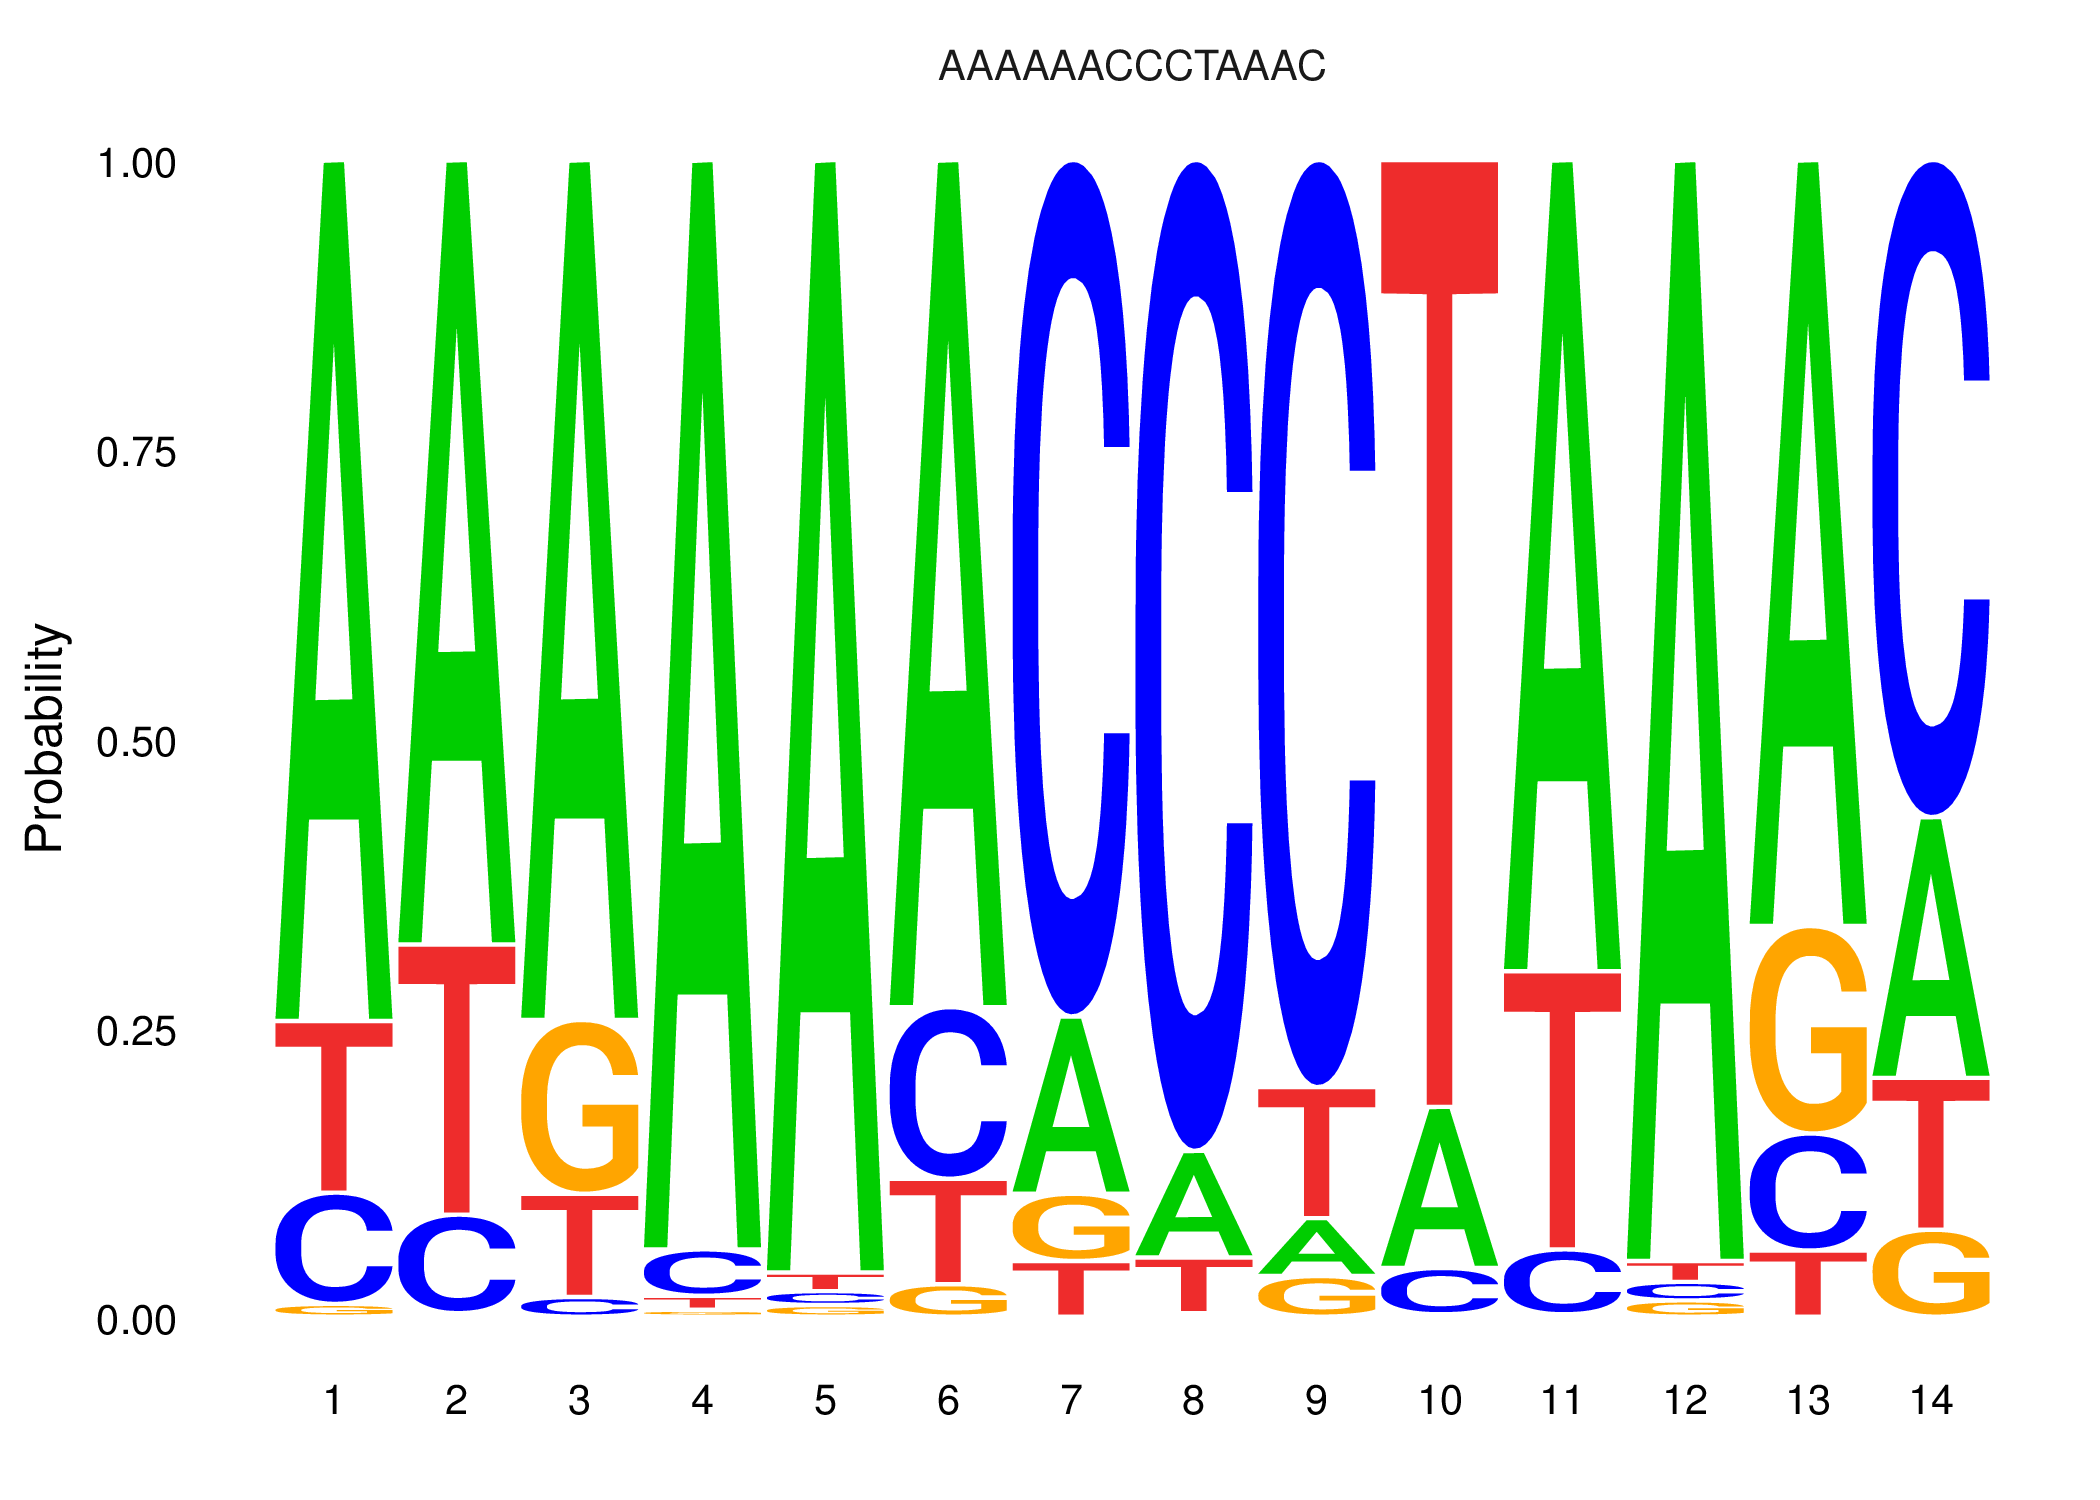 AAAAAACCCTAAAC
1.00
0.75
0.50
0.25
0.00
Probability
A A A A A A C C C T A A A C
T T G C T C A A T A T T G A
C C T T C T G T A C C C C T
G C G G G T G G T G
1 2 3 4 5 6 7 8 9 10 11 12 13 14